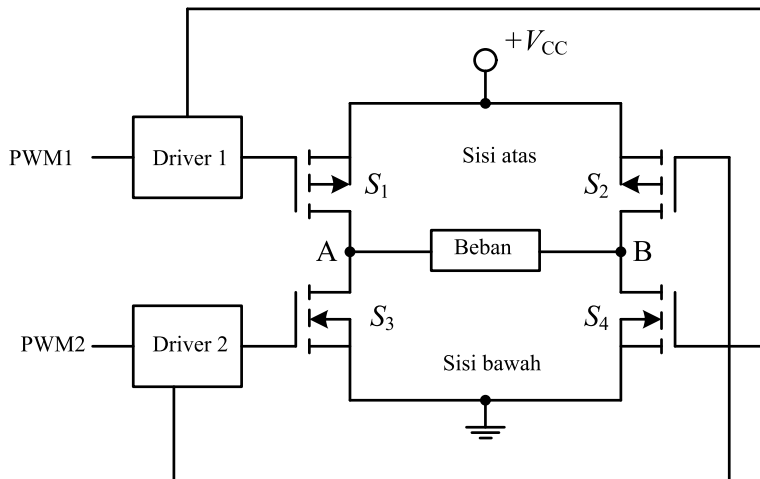 +VCC
PWM1
Driver 1
Sisi atas
S1
S2
A
Beban
B
PWM2
Driver 2
S3
S4
Sisi bawah